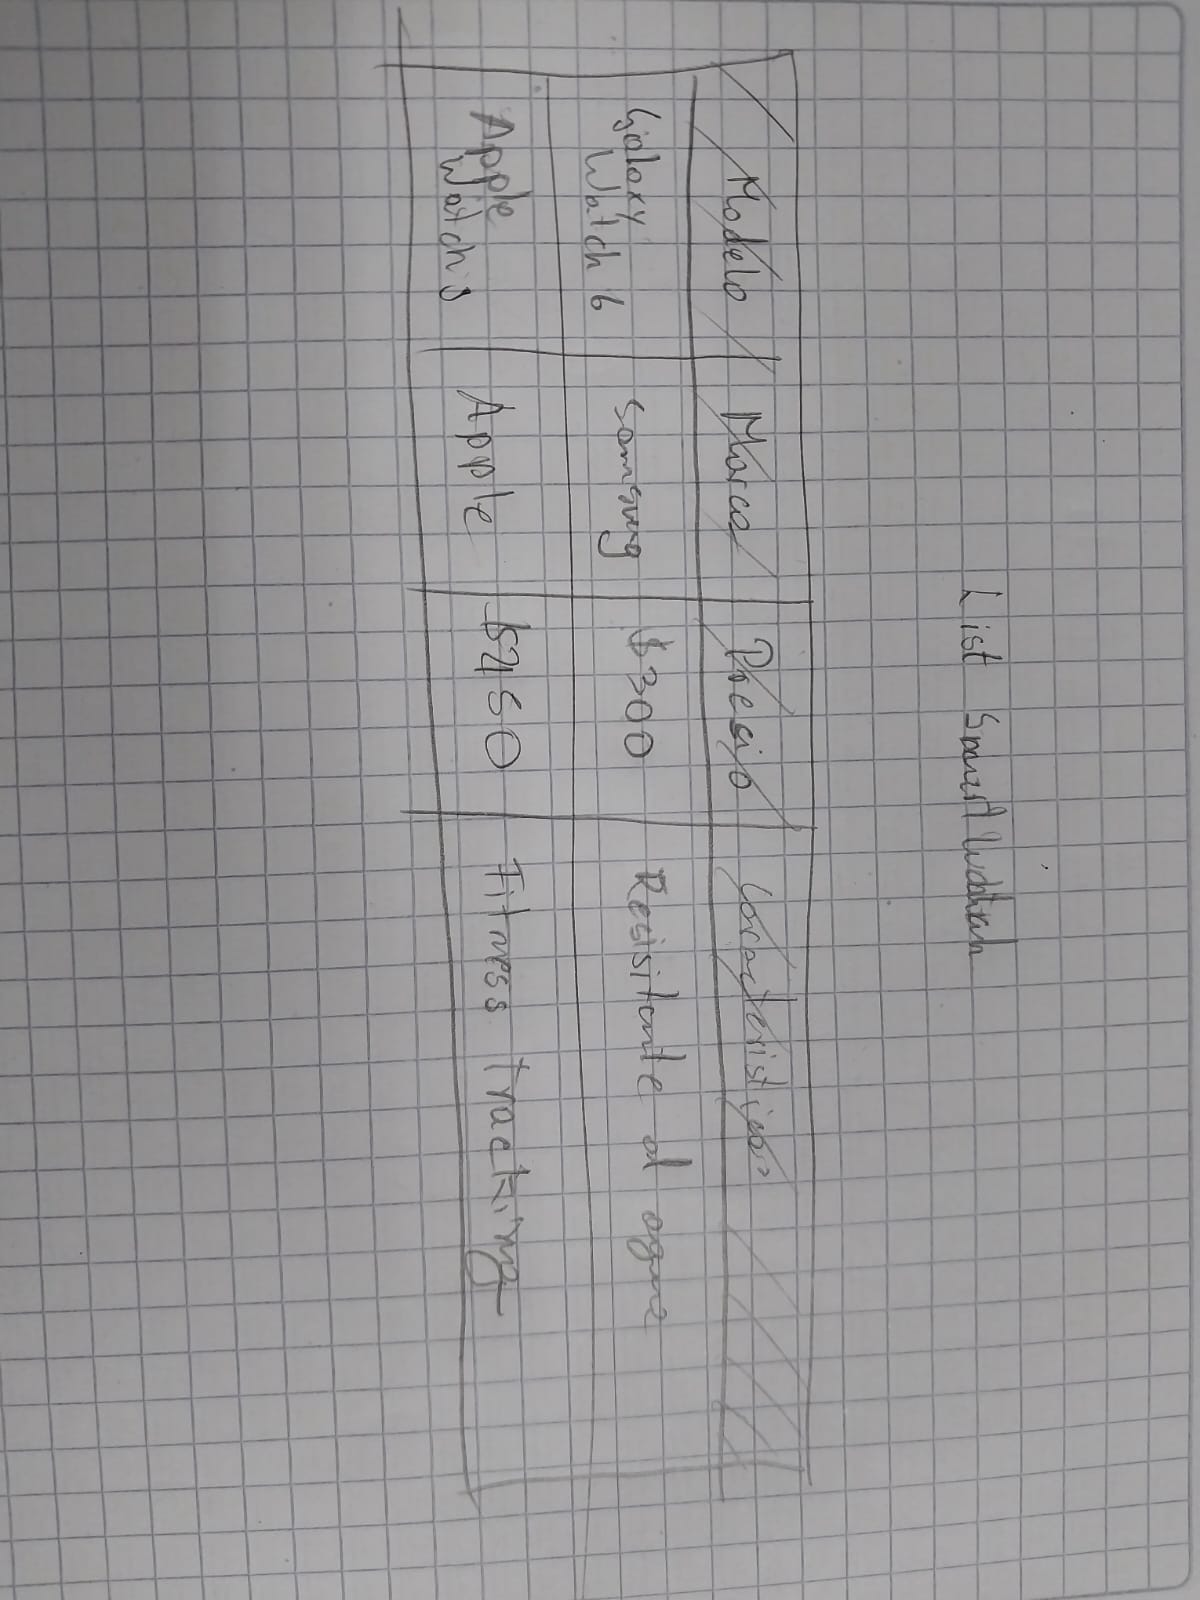 List Smart Watch
Modelo Marca Precio Caracteristicas
Galaxy Watch 6 Samsung $300 Resistente al agua
Apple Watch 8 Apple $450 Fitness tracking